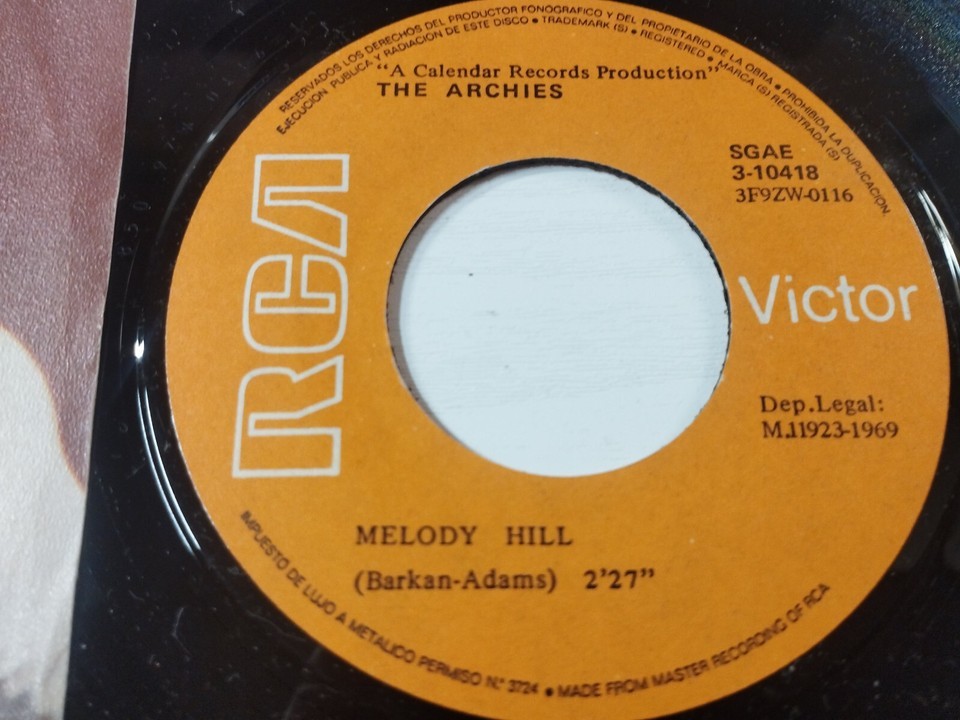 RESERVADOS LOS DERECHOS DEL PRODUCTOR FONOGRAFICO Y DEL PROPIETARIO DE LA OBRA • PROHIBIDA LA DUPLICACION
EJECUCION PUBLICA Y RADIACION DE ESTE DISCO • TRADEMARK (S) • REGISTERED • MARCA (S) REGISTRADA (S)
"A Calendar Records Production"
THE ARCHIES
SGAE
3-10418
3F9ZW-0116
RCA
Victor
Dep.Legal:
M.11923-1969
MELODY HILL
(Barkan-Adams) 2'27"
IMPUESTO DE LUJO A METALICO PERMISO N.° 3724 • MADE FROM MASTER RECORDING OF RCA